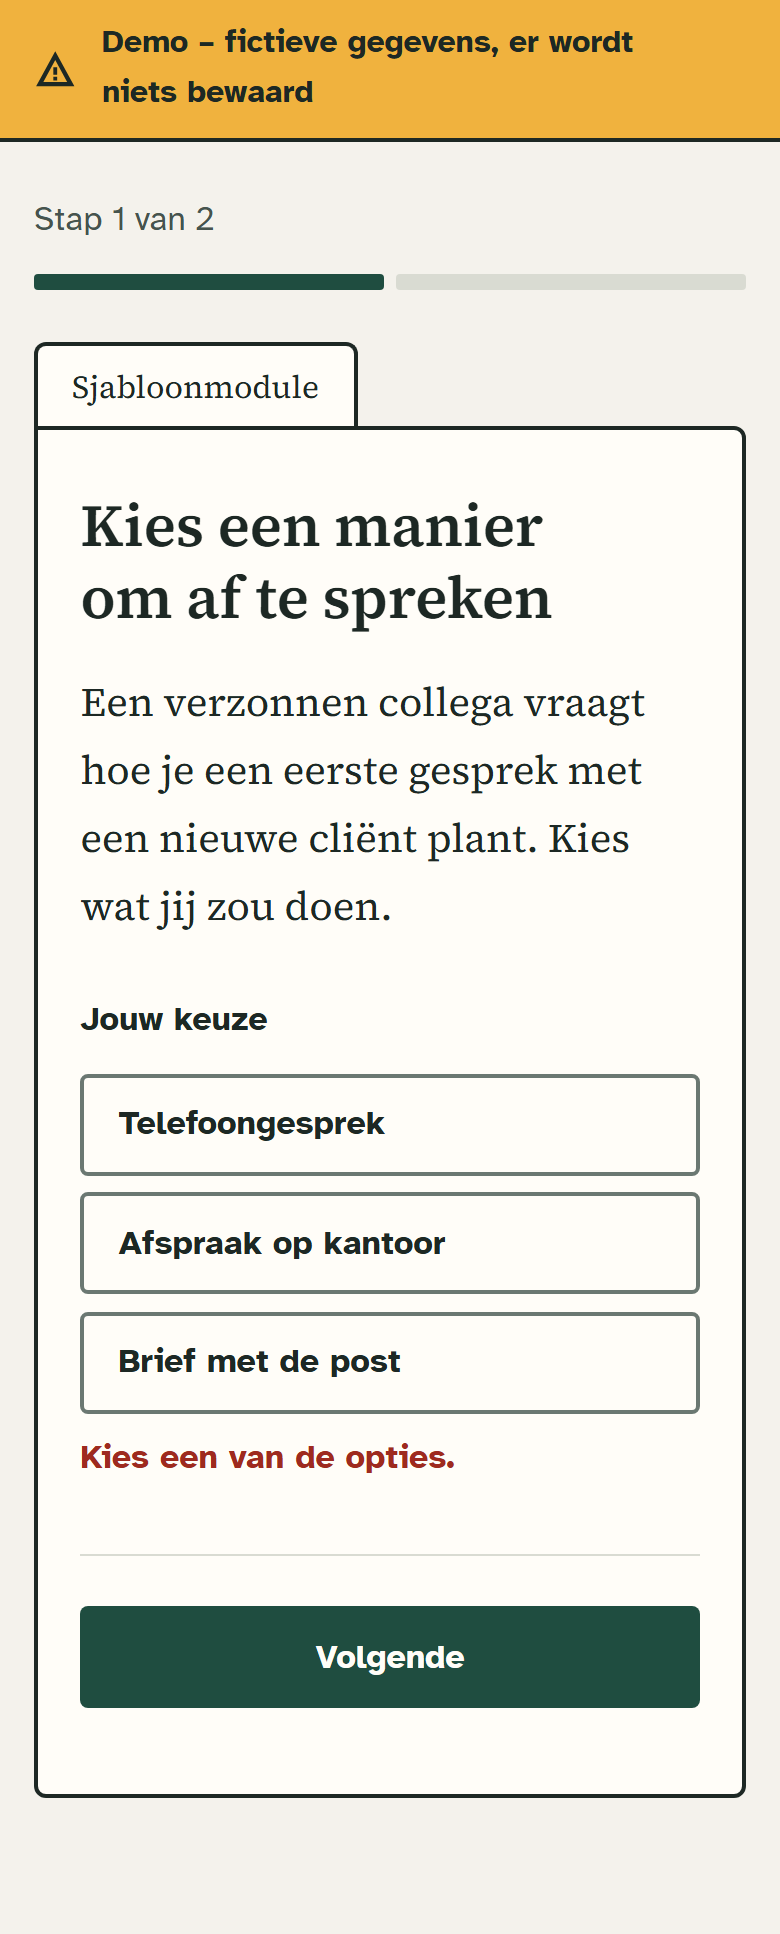 Demo – fictieve gegevens, er wordt
niets bewaard
Stap 1 van 2
Sjabloonmodule
Kies een manier
om af te spreken
Een verzonnen collega vraagt
hoe je een eerste gesprek met
een nieuwe cliënt plant. Kies
wat jij zou doen.
Jouw keuze
Telefoongesprek
Afspraak op kantoor
Brief met de post
Kies een van de opties.
Volgende